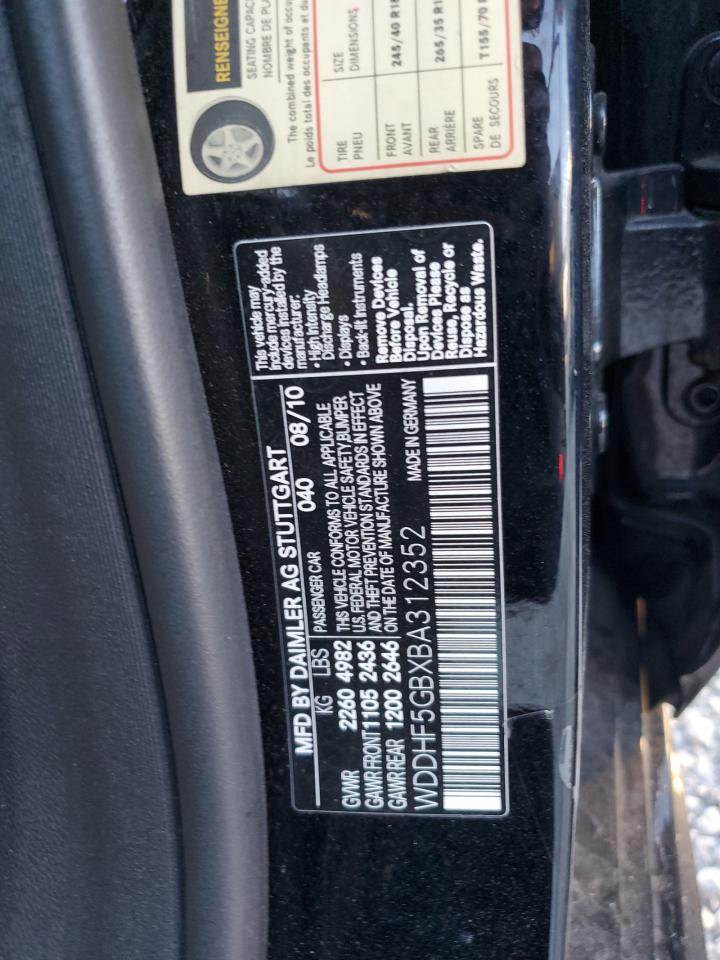 MFD BY DAIMLER AG STUTTGART
KG LBS 040 08/10
GVWR 2260 4982
GAWR FRONT 1105 2436
GAWR REAR 1200 2646
PASSENGER CAR
THIS VEHICLE CONFORMS TO ALL APPLICABLE
U.S. FEDERAL MOTOR VEHICLE SAFETY, BUMPER
AND THEFT PREVENTION STANDARDS IN EFFECT
ON THE DATE OF MANUFACTURE SHOWN ABOVE
WDDHF5GBXBA312352 MADE IN GERMANY
This vehicle may
include mercury-added
devices installed by the
manufacturer:
• High Intensity
Discharge Headlamps
• Displays
• Back-lit Instruments
Remove Devices
Before Vehicle
Disposal.
Upon Removal of
Devices Please
Reuse, Recycle or
Dispose as
Hazardous Waste.
RENSEIGNE
SEATING CAPAC
NOMBRE DE PL
The combined weight of occu
Le poids total des occupants et du
TIRE SIZE
PNEU DIMENSIONS
FRONT 245/40 R18
AVANT
REAR 265/35 R1
ARRIÈRE
SPARE T155/70
DE SECOURS